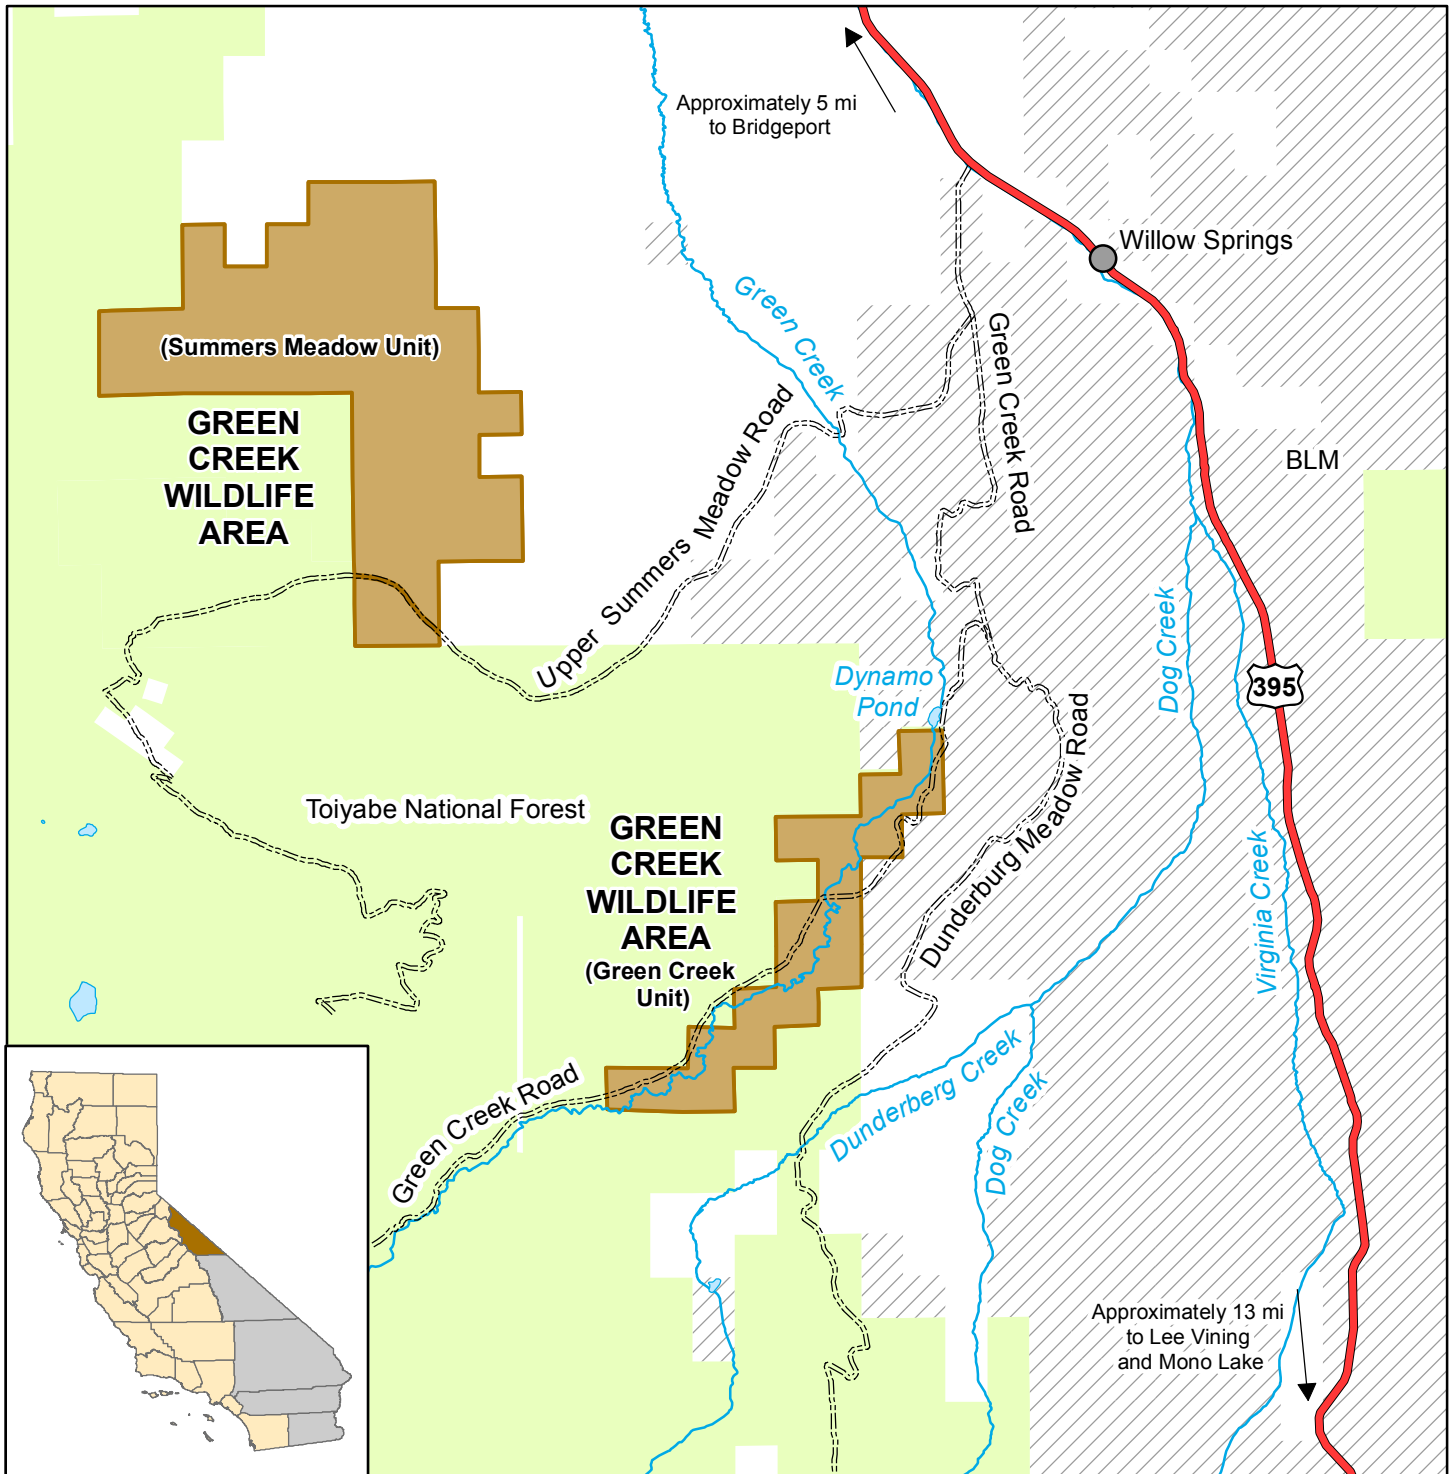 Approximately 5 mi
to Bridgeport
Willow Springs
Green Creek
(Summers Meadow Unit)
GREEN
CREEK
WILDLIFE
AREA
Green Creek Road
Upper Summers Meadow Road
BLM
Dog Creek
395
Dynamo
Pond
Dunderburg Meadow Road
Toiyabe National Forest
GREEN
CREEK
WILDLIFE
AREA
(Green Creek
Unit)
Virginia Creek
Green Creek Road
Dunderberg Creek
Dog Creek
Approximately 13 mi
to Lee Vining
and Mono Lake